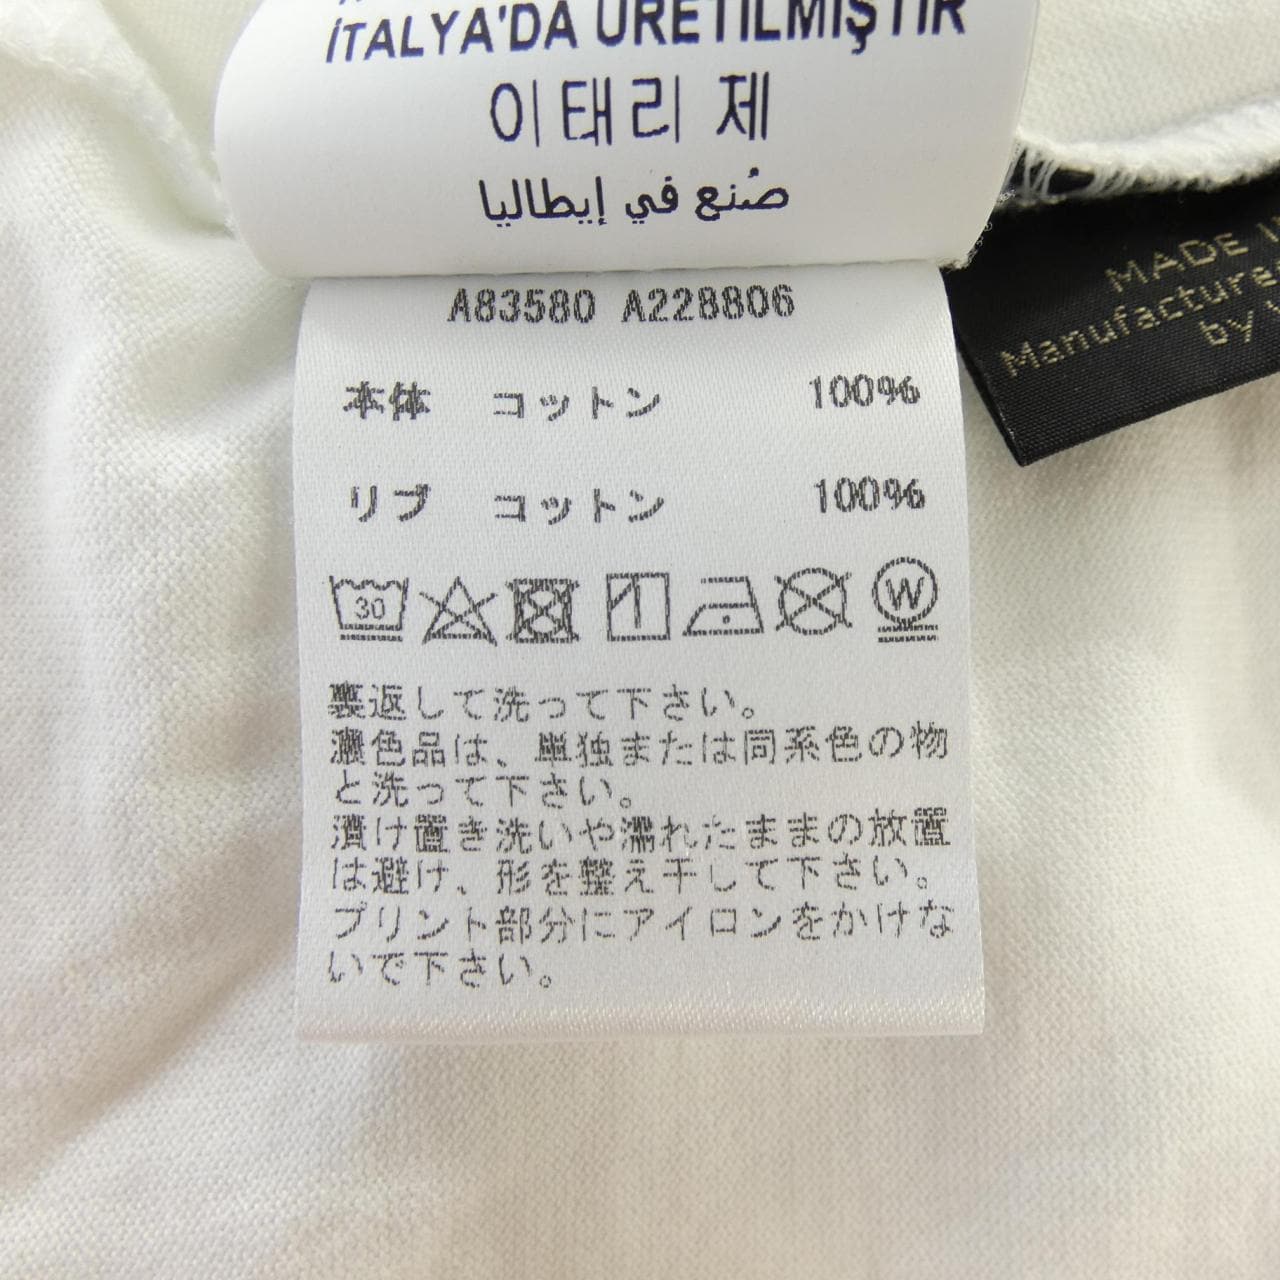 İTALYA'DA ÜRETİLMİŞTİR
이태리 제
صُنع في إيطاليا
A83580 A228806
本体 コットン 100%
リブ コットン 100%
30 W
裏返して洗って下さい。
濃色品は、単独または同系色の物
と洗って下さい。
漬け置き洗いや濡れたままの放置
は避け、形を整え干して下さい。
プリント部分にアイロンをかけな
いで下さい。
MADE
Manufactured
by